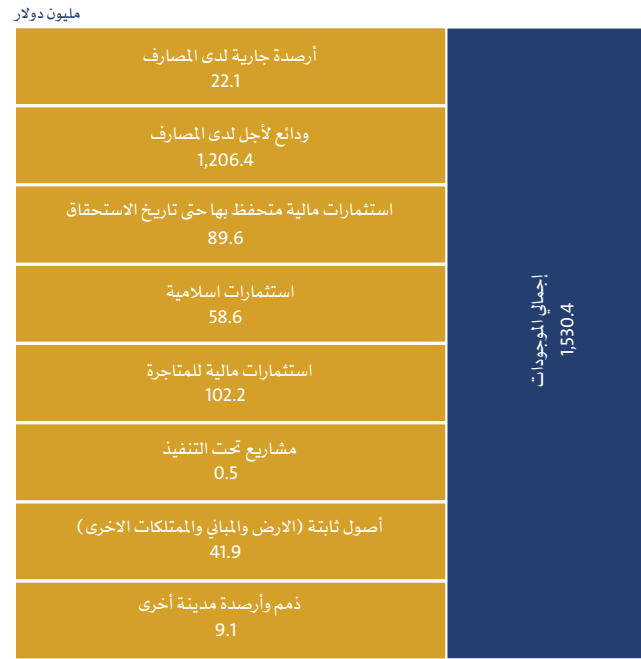 مليون دولار
إجمالي الموجودات
1,530.4
أرصدة جارية لدى المصارف
22.1
ودائع لأجل لدى المصارف
1,206.4
استثمارات مالية متحفظ بها حتى تاريخ الاستحقاق
89.6
استثمارات اسلامية
58.6
استثمارات مالية للمتاجرة
102.2
مشاريع تحت التنفيذ
0.5
أصول ثابتة (الارض والمباني والممتلكات الاخرى)
41.9
ذمم وأرصدة مدينة أخرى
9.1